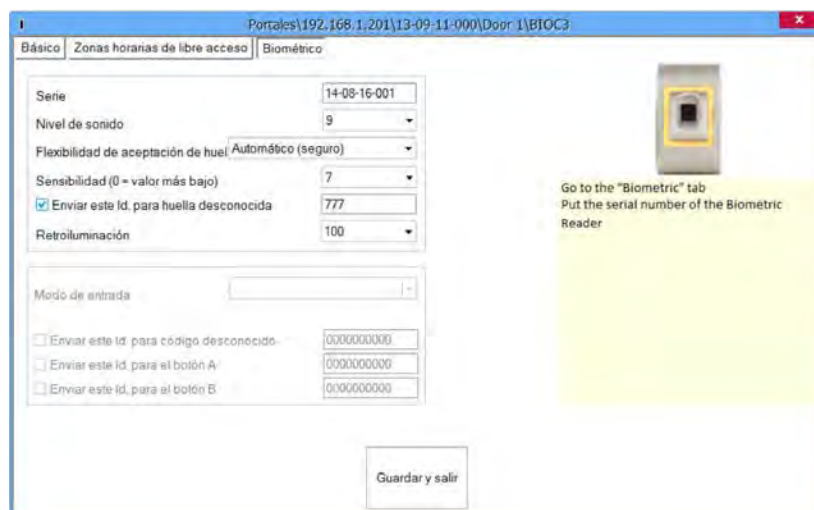 Portales\192.168.1.201\13-09-11-000\Door 1\BIOC3
x
Básico
Zonas horarias de libre acceso
Biométrico
Serie
14-08-16-001
Nivel de sonido
9
Flexibilidad de aceptación de huel
Automático (seguro)
Sensibilidad (0 = valor más bajo)
7
Enviar este Id. para huella desconocida
777
Retroiluminación
100
Modo de entrada
Enviar este Id. para código desconocido
0000000000
Enviar este Id. para el botón A
0000000000
Enviar este Id. para el botón B
0000000000
Guardar y salir
Go to the "Biometric" tab
Put the serial number of the Biometric
Reader